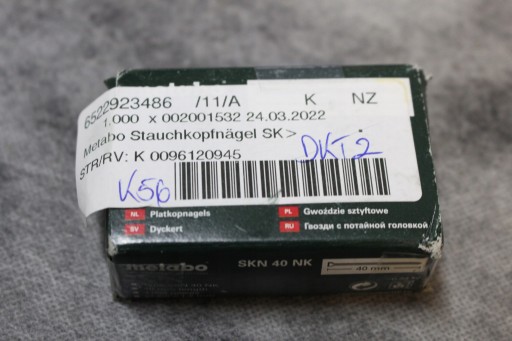 6522923486 /11/A K NZ
1.000 x 002001532 24.03.2022
Metabo Stauchkopfnägel SK>
STR/RV: K 0096120945
DKT2
K56
NL Platkopnagels
PL Gwoździe sztyftowe
SV Dyckert
RU Гвозди с потайной головкой
metabo SKN 40 NK 40 mm